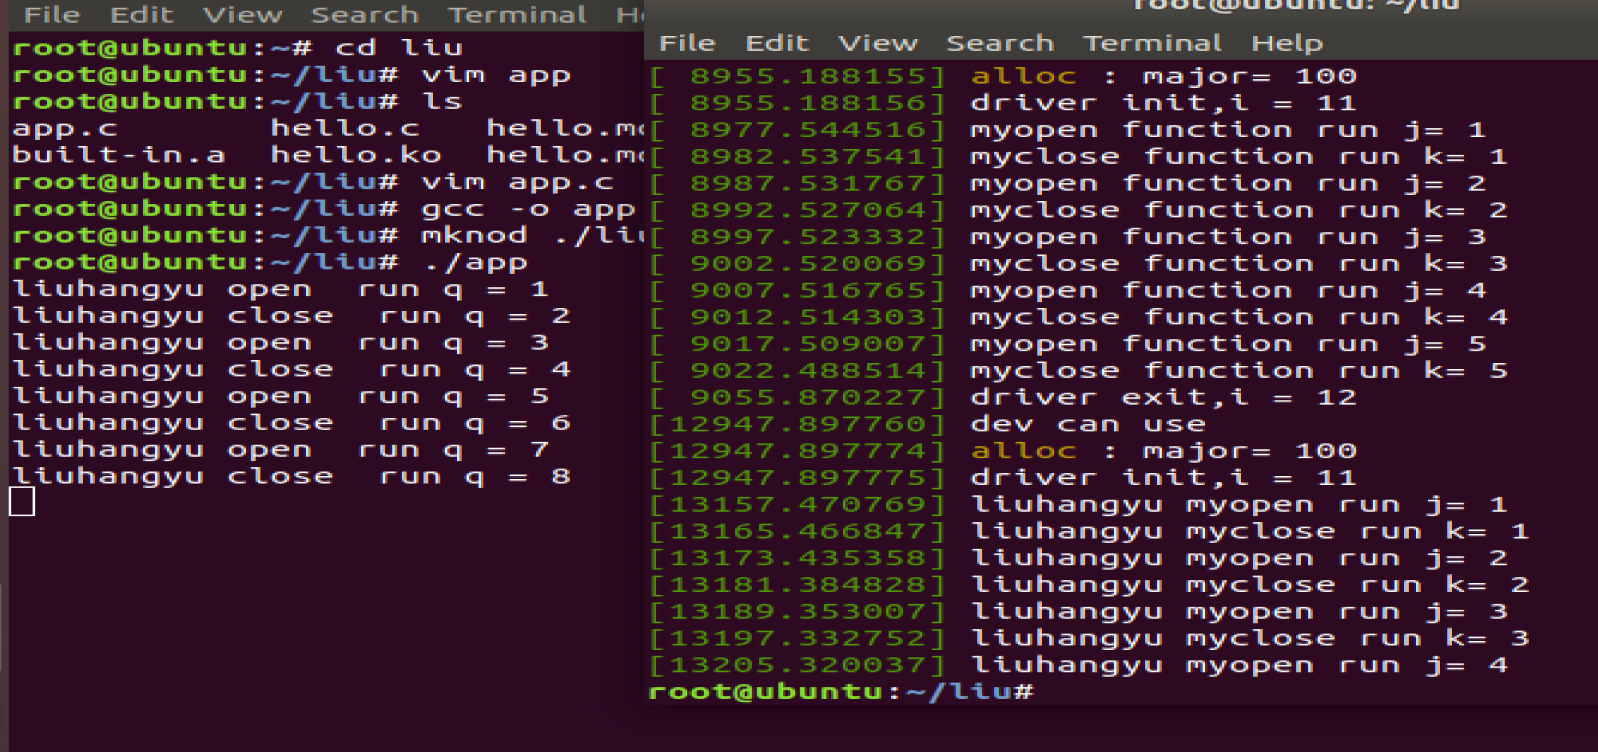 File Edit View Search Terminal
root@ubuntu:~# cd liu
root@ubuntu:~/liu# vim app
root@ubuntu:~/liu# ls
app.c hello.c
built-in.a hello.ko
root@ubuntu:~/liu# vim app.c
root@ubuntu:~/liu# gcc -o app
root@ubuntu:~/liu# mknod
root@ubuntu:~/liu# ./app
liuhangyu open run q = 1
liuhangyu close run q = 2
liuhangyu open run q = 3
liuhangyu close run q = 4
liuhangyu open run q = 5
liuhangyu close run q = 6
liuhangyu open run q = 7
liuhangyu close run q = 8
root@ubuntu: ~/liu
File Edit View Search Terminal Help
[ 8955.188155] alloc : major= 100
[ 8955.188156] driver init,i = 11
[ 8977.544516] myopen function run j= 1
[ 8982.537541] myclose function run k= 1
[ 8987.531767] myopen function run j= 2
[ 8992.527064] myclose function run k= 2
[ 8997.523332] myopen function run j= 3
[ 9002.520069] myclose function run k= 3
[ 9007.516765] myopen function run j= 4
[ 9012.514303] myclose function run k= 4
[ 9017.509007] myopen function run j= 5
[ 9022.488514] myclose function run k= 5
[ 9055.870227] driver exit,i = 12
[12947.897760] dev can use
[12947.897774] alloc : major= 100
[12947.897775] driver init,i = 11
[13157.470769] liuhangyu myopen run j= 1
[13165.466847] liuhangyu myclose run k= 1
[13173.435358] liuhangyu myopen run j= 2
[13181.384828] liuhangyu myclose run k= 2
[13189.353007] liuhangyu myopen run j= 3
[13197.332752] liuhangyu myclose run k= 3
[13205.320037] liuhangyu myopen run j= 4
root@ubuntu:~/liu#